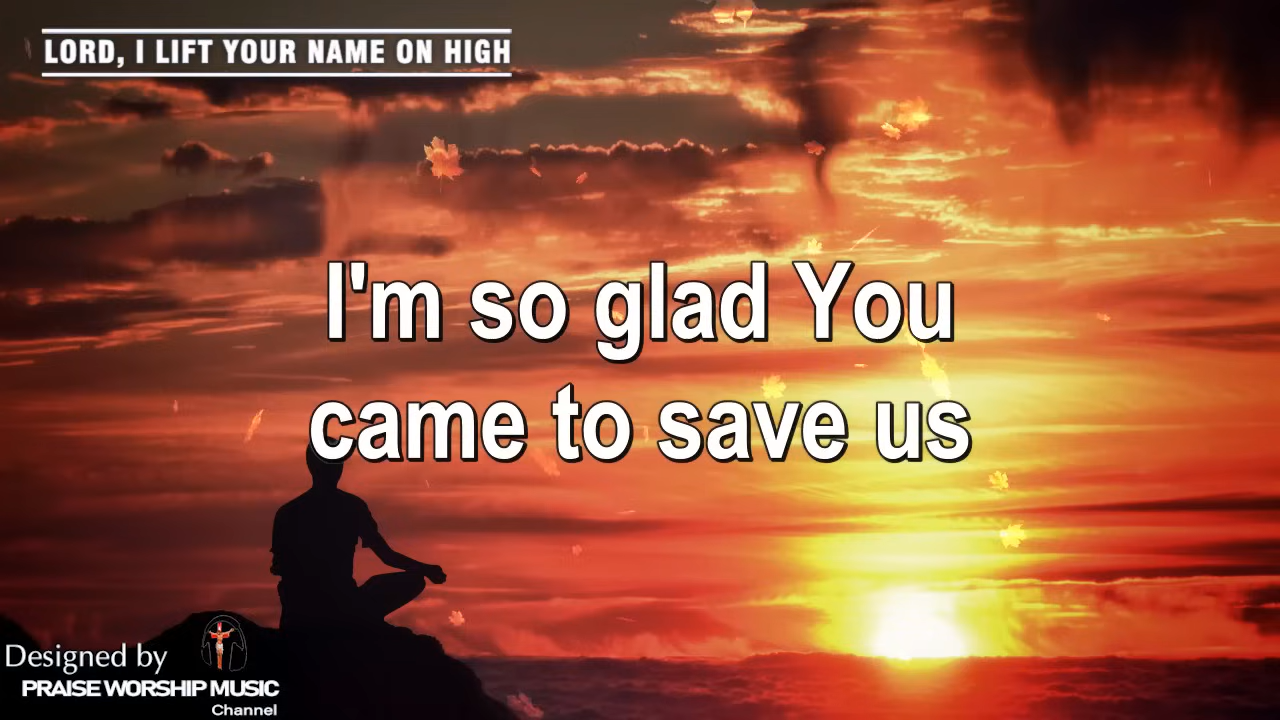 LORD, I LIFT YOUR NAME ON HIGH
I'm so glad You
came to save us
Designed by
PRAISE WORSHIP MUSIC
Channel